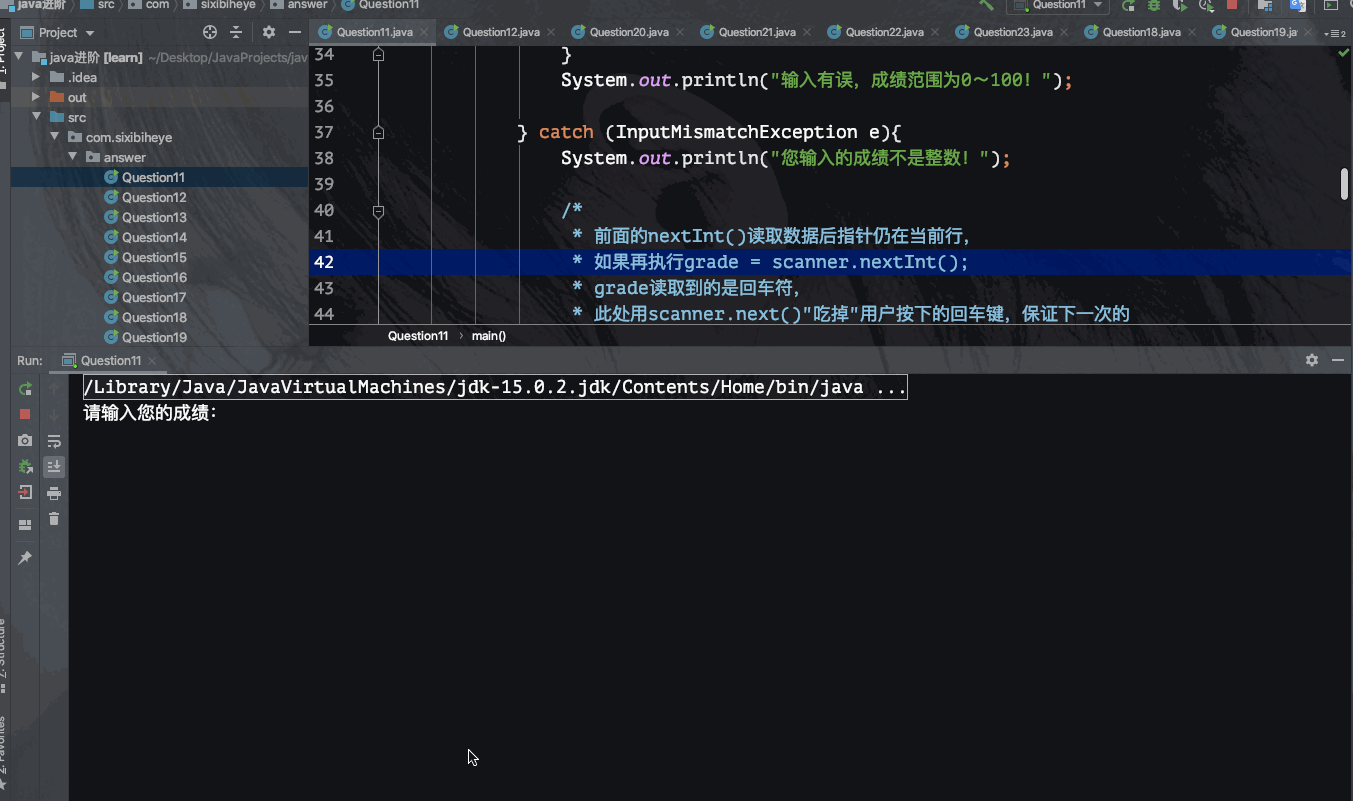 java进阶 src com sixibiheye answer Question11 Question11
Project Question11.java Question12.java Question20.java Question21.java Question22.java Question23.java Question18.java Question19.ja 2
java进阶 [learn] ~/Desktop/JavaProjects/jav
.idea
out
src
com.sixibiheye
answer
Question11
Question12
Question13
Question14
Question15
Question16
Question17
Question18
Question19
34 }
35 System.out.println("输入有误，成绩范围为0～100！");
36
37 } catch (InputMismatchException e){
38 System.out.println("您输入的成绩不是整数！");
39
40 /*
41 * 前面的nextInt()读取数据后指针仍在当前行，
42 * 如果再执行grade = scanner.nextInt();
43 * grade读取到的是回车符，
44 * 此处用scanner.next()"吃掉"用户按下的回车键，保证下一次的
Question11 › main()
Run: Question11
/Library/Java/JavaVirtualMachines/jdk-15.0.2.jdk/Contents/Home/bin/java ...
请输入您的成绩：
1: Project
Z: Structure
2: Favorites